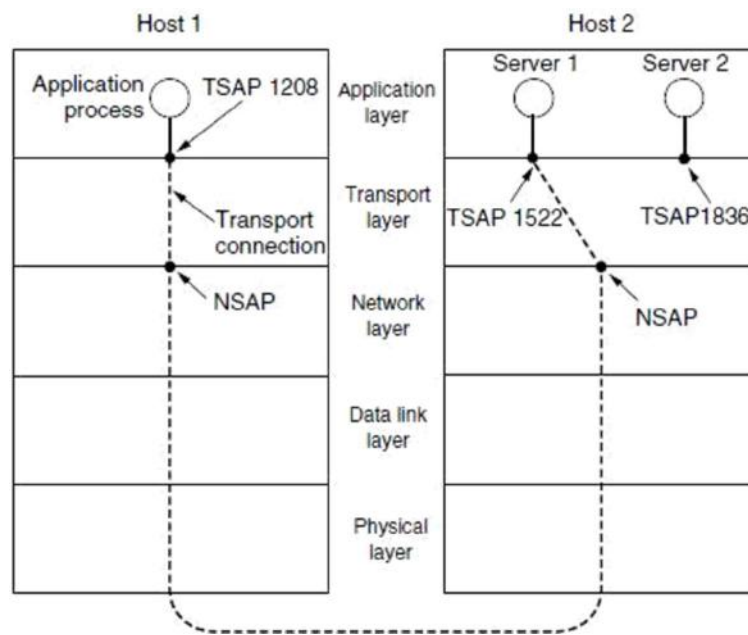 Host 1
Host 2
Application
process
TSAP 1208
Application
layer
Server 1
Server 2
Transport
connection
Transport
layer
TSAP 1522
TSAP1836
NSAP
Network
layer
NSAP
Data link
layer
Physical
layer